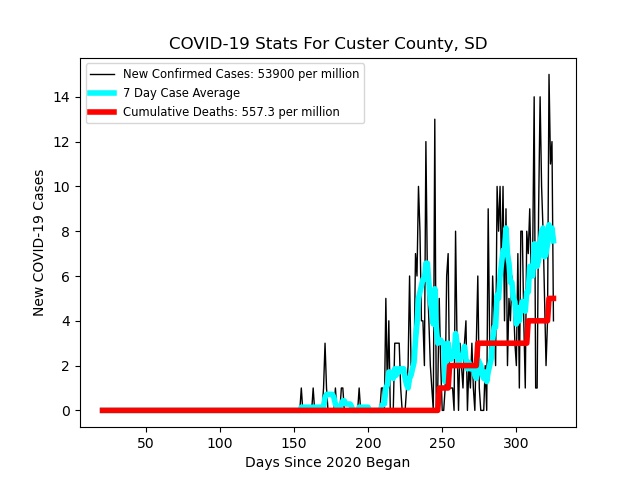 COVID-19 Stats For Custer County, SD
New Confirmed Cases: 53900 per million
7 Day Case Average
Cumulative Deaths: 557.3 per million
New COVID-19 Cases
14
12
10
8
6
4
2
0
50 100 150 200 250 300
Days Since 2020 Began